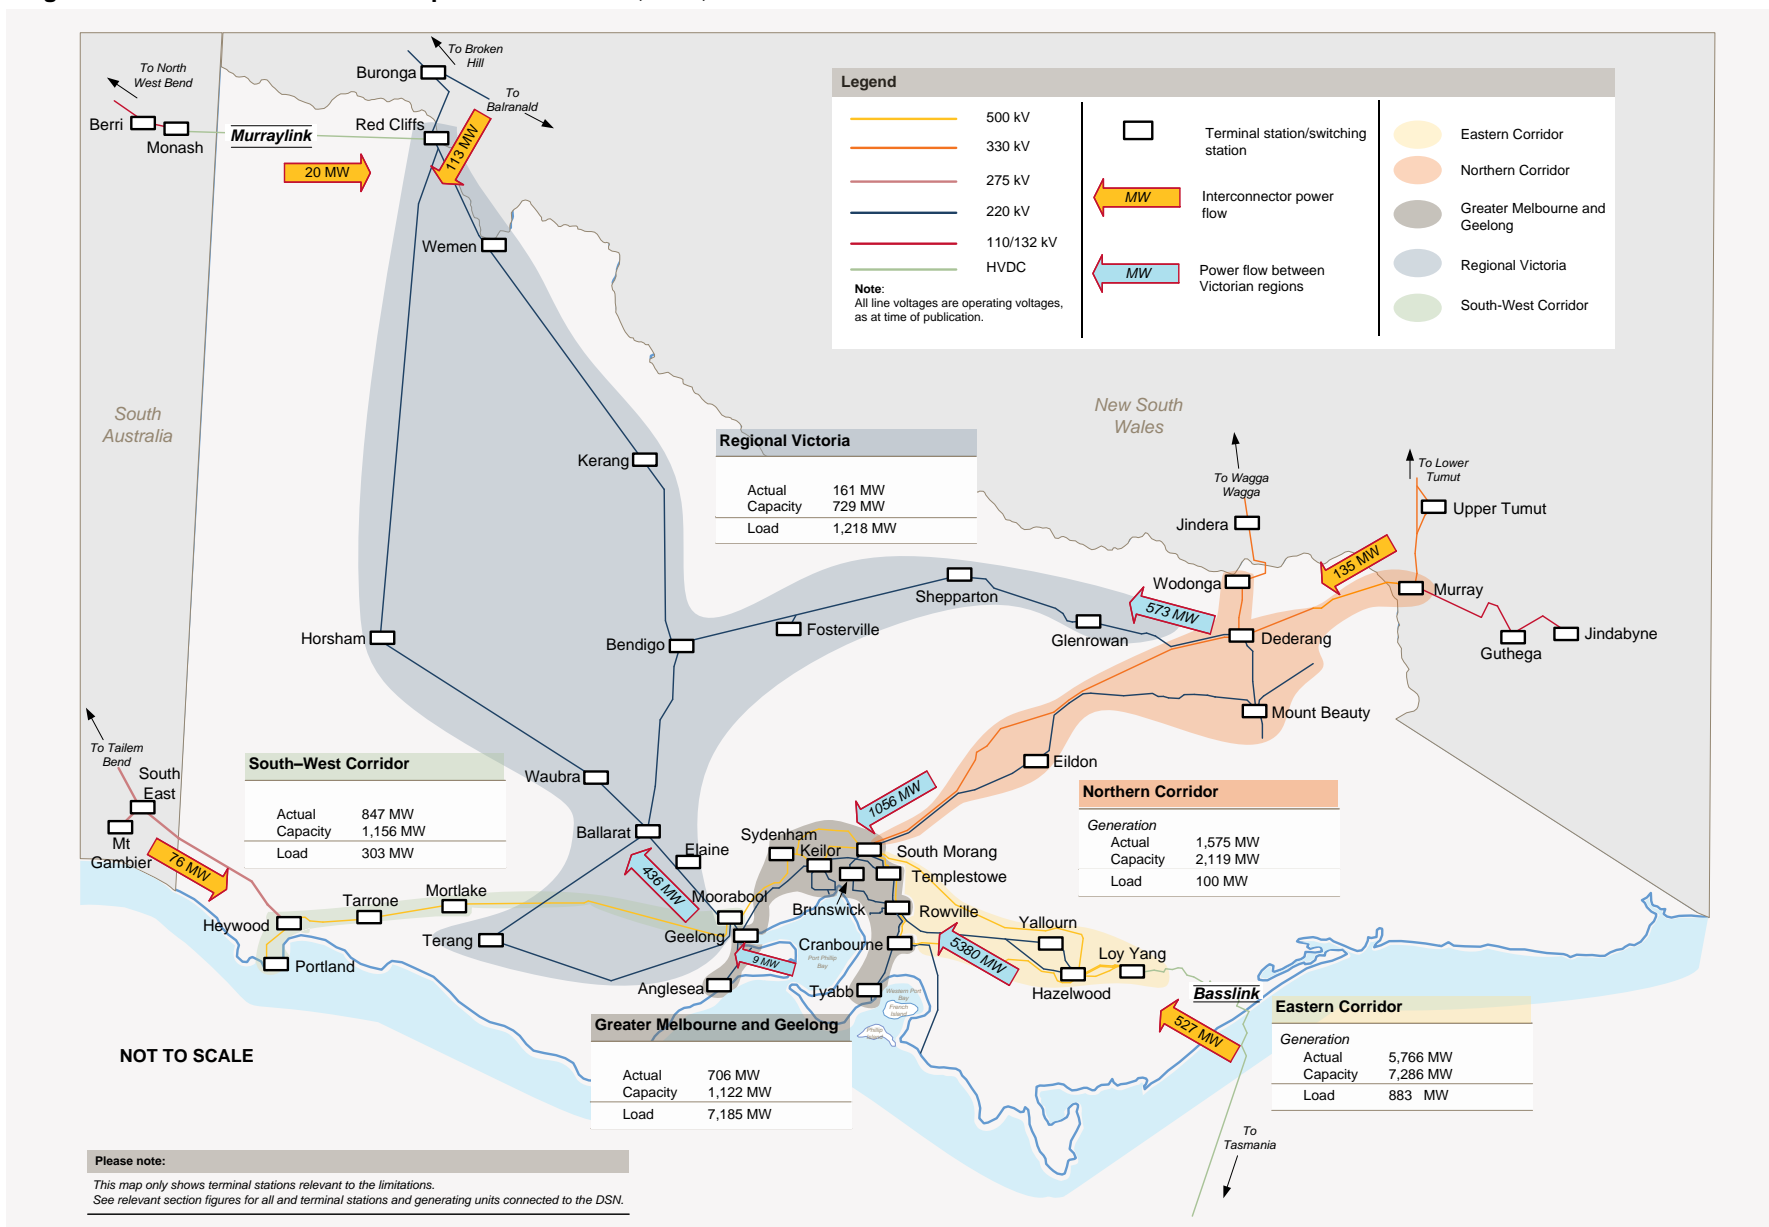 To North
West Bend
To Broken
Hill
Buronga
To
Balranald
Berri
Monash
Murraylink
Red Cliffs
20 MW
113 MW
Wemen
Legend
500 kV
330 kV
275 kV
220 kV
110/132 kV
HVDC
Note:
All line voltages are operating voltages,
as at time of publication.
Terminal station/switching
station
MW
Interconnector power
flow
MW
Power flow between
Victorian regions
Eastern Corridor
Northern Corridor
Greater Melbourne and
Geelong
Regional Victoria
South-West Corridor
South
Australia
New South
Wales
Kerang
Regional Victoria
Actual 161 MW
Capacity 729 MW
Load 1,218 MW
To Wagga
Wagga
To Lower
Tumut
Jindera
Upper Tumut
135 MW
Wodonga
Murray
Shepparton
573 MW
Fosterville
Glenrowan
Dederang
Guthega
Jindabyne
Horsham
Bendigo
Mount Beauty
Eildon
To Tailem
Bend
South
East
Mt
Gambier
76 MW
South–West Corridor
Actual 847 MW
Capacity 1,156 MW
Load 303 MW
Waubra
Ballarat
Elaine
436 MW
1056 MW
Northern Corridor
Generation
Actual 1,575 MW
Capacity 2,119 MW
Load 100 MW
Sydenham
Keilor
South Morang
Templestowe
Moorabool
Brunswick
Rowville
Yallourn
Mortlake
Tarrone
Heywood
Portland
Terang
Geelong
Cranbourne
5380 MW
Loy Yang
Hazelwood
9 MW
Port Philip
Bay
Anglesea
Tyabb
Western Port
Bay
French
Island
Phillip
Basslink
527 MW
Greater Melbourne and Geelong
Actual 706 MW
Capacity 1,122 MW
Load 7,185 MW
Eastern Corridor
Generation
Actual 5,766 MW
Capacity 7,286 MW
Load 883 MW
To
Tasmania
NOT TO SCALE
Please note:
This map only shows terminal stations relevant to the limitations.
See relevant section figures for all and terminal stations and generating units connected to the DSN.